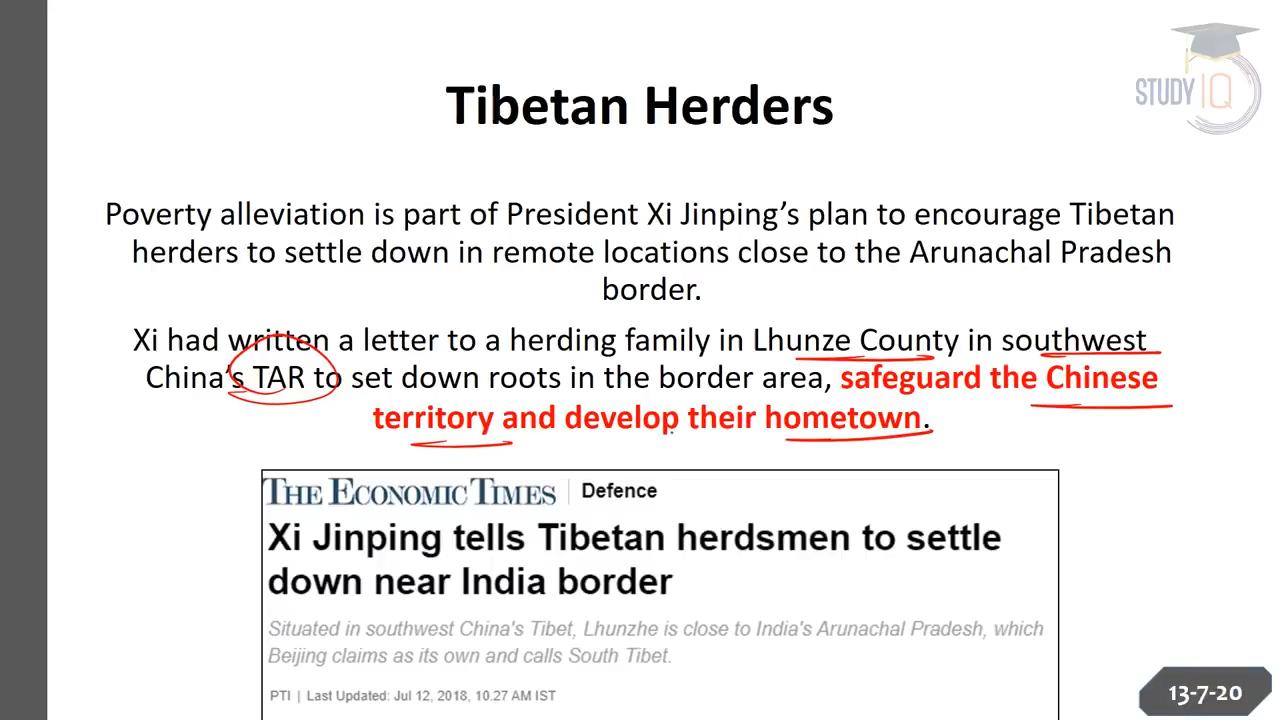 STUDY IQ
Tibetan Herders
Poverty alleviation is part of President Xi Jinping’s plan to encourage Tibetan
herders to settle down in remote locations close to the Arunachal Pradesh
border.
Xi had written a letter to a herding family in Lhunze County in southwest
China’s TAR to set down roots in the border area, safeguard the Chinese
territory and develop their hometown.
THE ECONOMIC TIMES | Defence
Xi Jinping tells Tibetan herdsmen to settle
down near India border
Situated in southwest China's Tibet, Lhunzhe is close to India's Arunachal Pradesh, which
Beijing claims as its own and calls South Tibet.
PTI | Last Updated: Jul 12, 2018, 10.27 AM IST
13-7-20